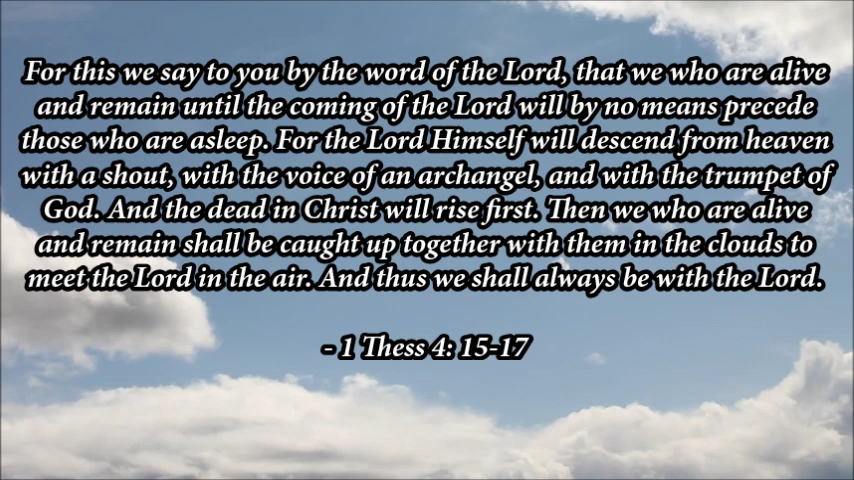 For this we say to you by the word of the Lord, that we who are alive
and remain until the coming of the Lord will by no means precede
those who are asleep. For the Lord Himself will descend from heaven
with a shout, with the voice of an archangel, and with the trumpet of
God. And the dead in Christ will rise first. Then we who are alive
and remain shall be caught up together with them in the clouds to
meet the Lord in the air. And thus we shall always be with the Lord.
- 1 Thess 4: 15-17